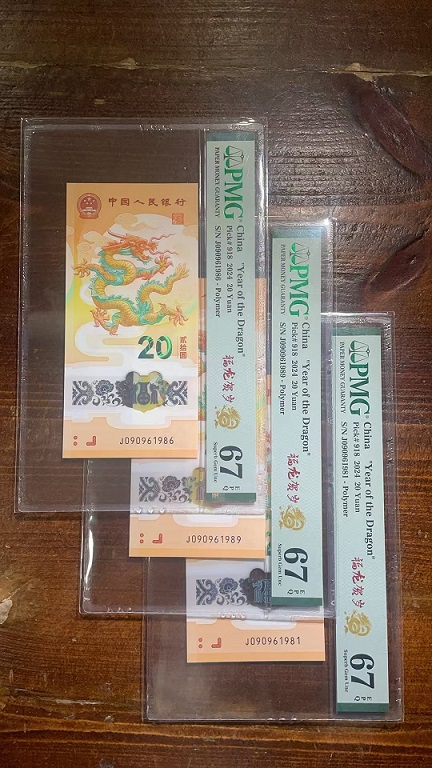 中国人民银行
20
贰拾圆
J090961986
PMG
PAPER MONEY GUARANTY
China "Year of the Dragon"
Pick# 918 2024 20 Yuan
S/N J090961986 - Polymer
福龙贺岁
67
EPQ
Superb Gem Unc
J090961989
PMG
PAPER MONEY GUARANTY
China "Year of the Dragon"
Pick# 918 2024 20 Yuan
S/N J090961989 - Polymer
福龙贺岁
67
EPQ
Superb Gem Unc
J090961981
PMG
PAPER MONEY GUARANTY
China "Year of the Dragon"
Pick# 918 2024 20 Yuan
S/N J090961981 - Polymer
福龙贺岁
67
EPQ
Superb Gem Unc